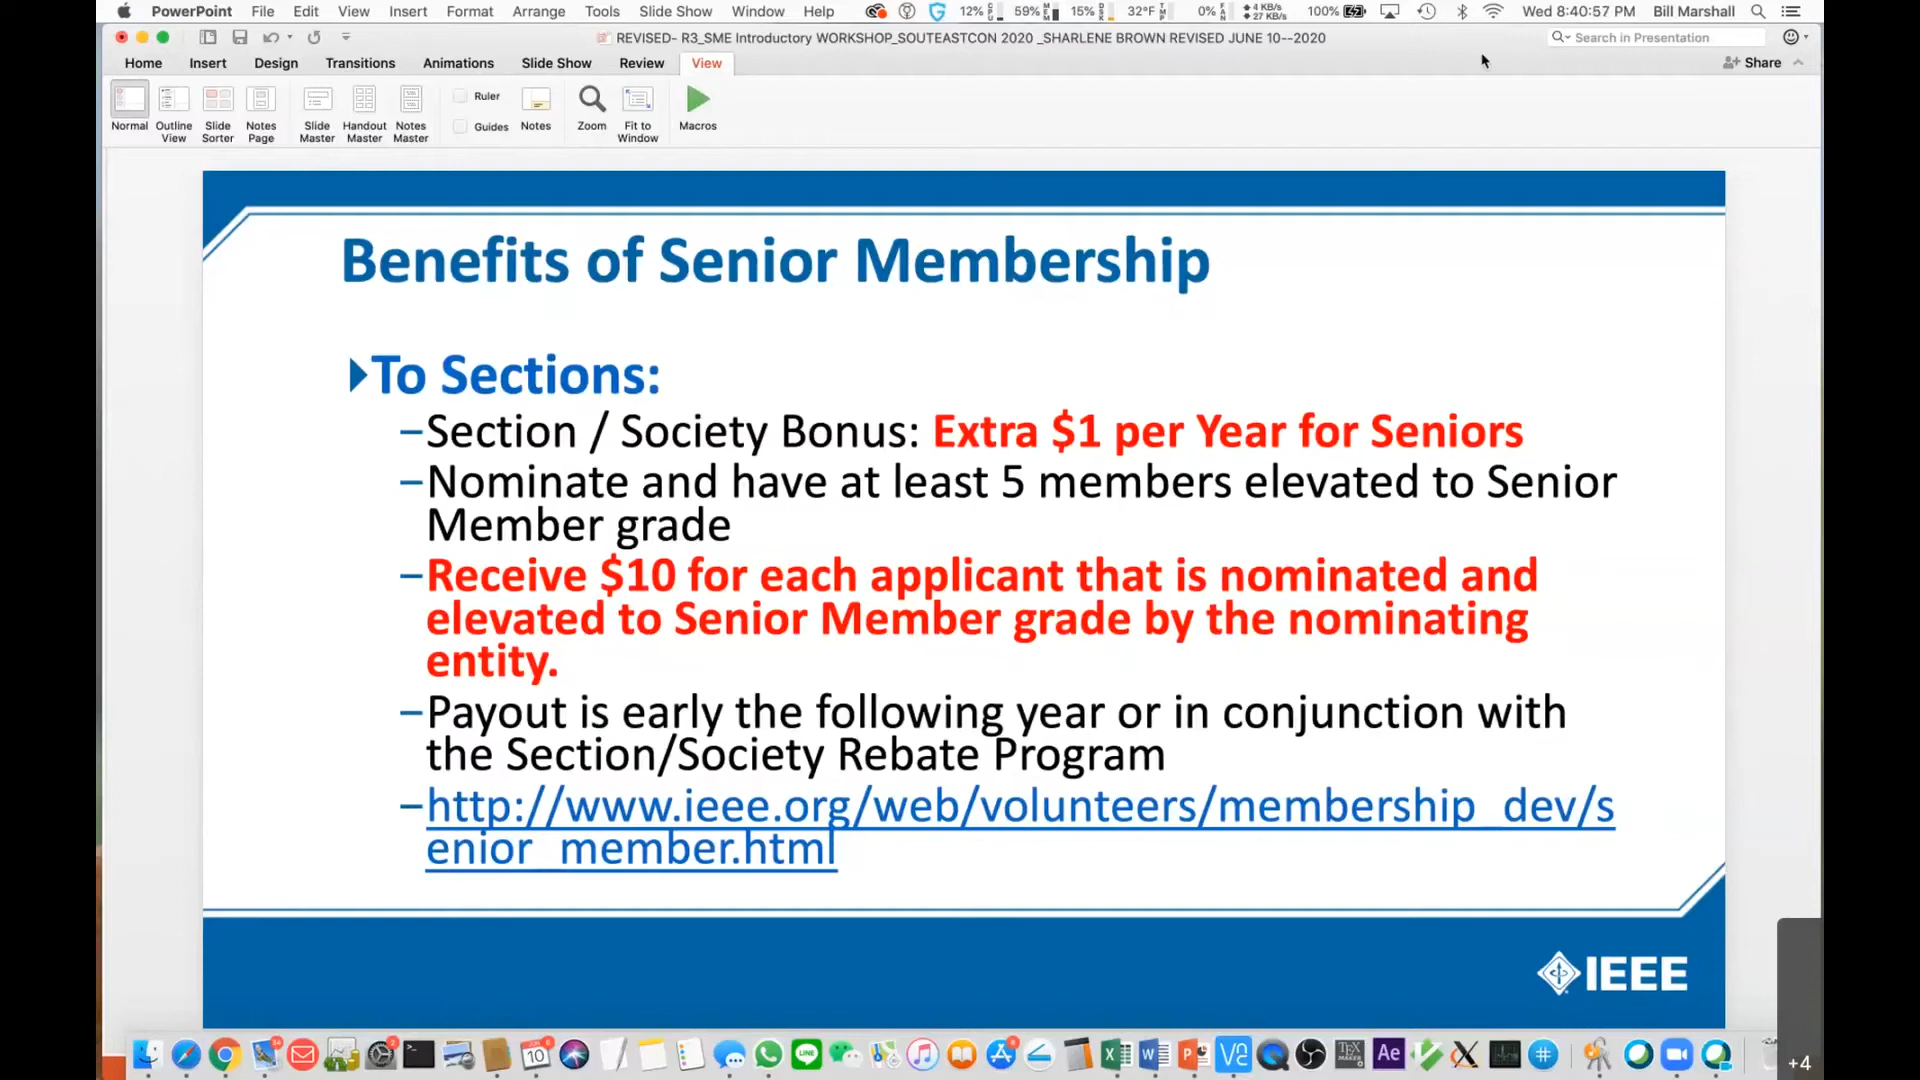 PowerPoint File Edit View Insert Format Arrange Tools Slide Show Window Help 12% 59% 15% 32°F 0% 4 KB/s 27 KB/s 100% Wed 8:40:57 PM Bill Marshall
REVISED- R3_SME Introductory WORKSHOP_SOUTEASTCON 2020 _SHARLENE BROWN REVISED JUNE 10--2020 Search in Presentation
Home Insert Design Transitions Animations Slide Show Review View Share
Normal Outline View Slide Sorter Notes Page Slide Master Handout Master Notes Master Ruler Guides Notes Zoom Fit to Window Macros
Benefits of Senior Membership
To Sections:
–Section / Society Bonus: Extra $1 per Year for Seniors
–Nominate and have at least 5 members elevated to Senior
Member grade
–Receive $10 for each applicant that is nominated and
elevated to Senior Member grade by the nominating
entity.
–Payout is early the following year or in conjunction with
the Section/Society Rebate Program
–http://www.ieee.org/web/volunteers/membership_dev/s
enior_member.html
IEEE
+4